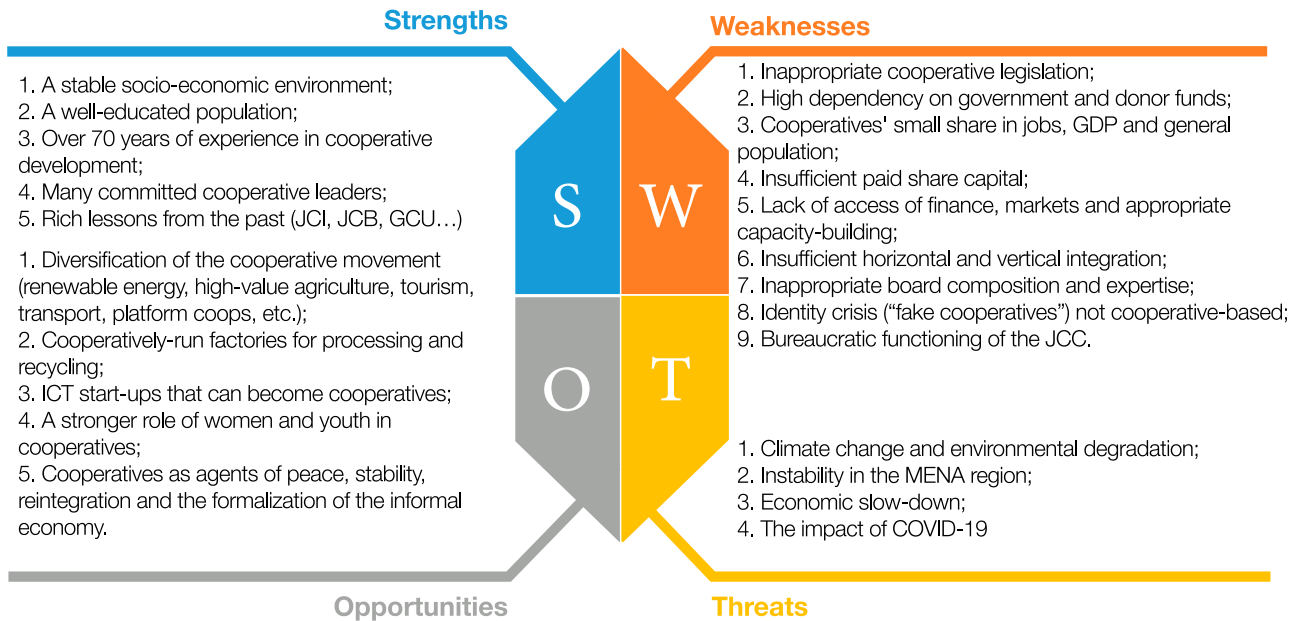 Strengths
1. A stable socio-economic environment;
2. A well-educated population;
3. Over 70 years of experience in cooperative
development;
4. Many committed cooperative leaders;
5. Rich lessons from the past (JCI, JCB, GCU…)
Weaknesses
1. Inappropriate cooperative legislation;
2. High dependency on government and donor funds;
3. Cooperatives' small share in jobs, GDP and general
population;
4. Insufficient paid share capital;
5. Lack of access of finance, markets and appropriate
capacity-building;
6. Insufficient horizontal and vertical integration;
7. Inappropriate board composition and expertise;
8. Identity crisis (“fake cooperatives”) not cooperative-based;
9. Bureaucratic functioning of the JCC.
S W
O T
1. Diversification of the cooperative movement
(renewable energy, high-value agriculture, tourism,
transport, platform coops, etc.);
2. Cooperatively-run factories for processing and
recycling;
3. ICT start-ups that can become cooperatives;
4. A stronger role of women and youth in
cooperatives;
5. Cooperatives as agents of peace, stability,
reintegration and the formalization of the informal
economy.
Opportunities
1. Climate change and environmental degradation;
2. Instability in the MENA region;
3. Economic slow-down;
4. The impact of COVID-19
Threats